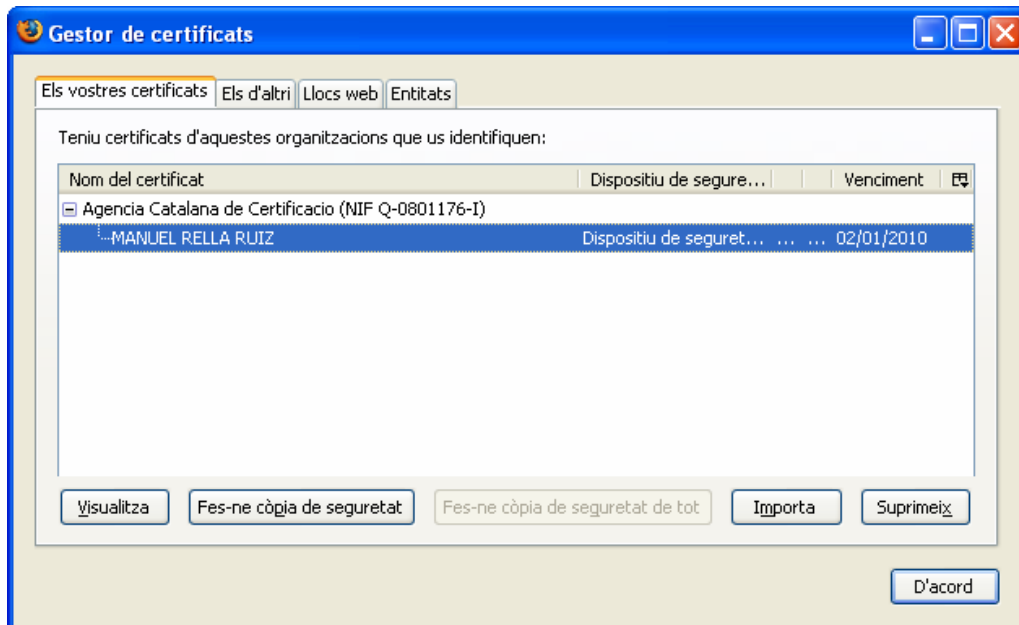 Gestor de certificats
Els vostres certificats Els d'altri Llocs web Entitats
Teniu certificats d'aquestes organitzacions que us identifiquen:
Nom del certificat Dispositiu de segure... Venciment
Agencia Catalana de Certificacio (NIF Q-0801176-I)
MANUEL RELLA RUIZ Dispositiu de seguret... ... ... 02/01/2010
Visualitza Fes-ne còpia de seguretat Fes-ne còpia de seguretat de tot Importa Suprimeix
D'acord